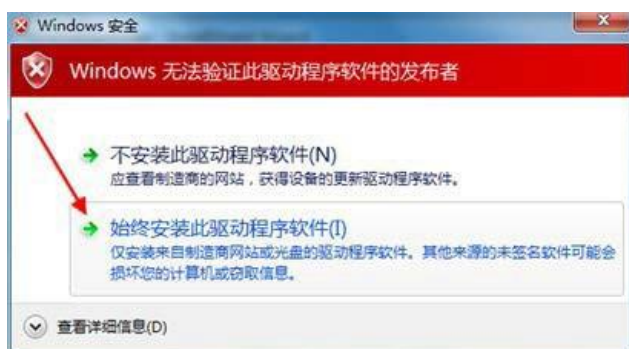 Windows 安全
Windows 无法验证此驱动程序软件的发布者
不安装此驱动程序软件(N)
应查看制造商的网站，获得设备的更新驱动程序软件。
始终安装此驱动程序软件(I)
仅安装来自制造商网站或光盘的驱动程序软件。其他来源的未签名软件可能会
损坏您的计算机或窃取信息。
查看详细信息(D)